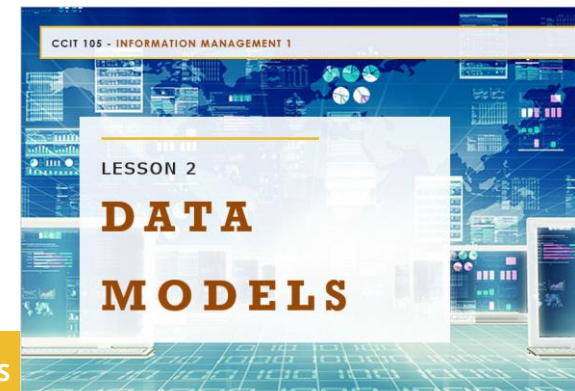 CCIT 105 - INFORMATION MANAGEMENT 1
LESSON 2
DATA
MODELS
S